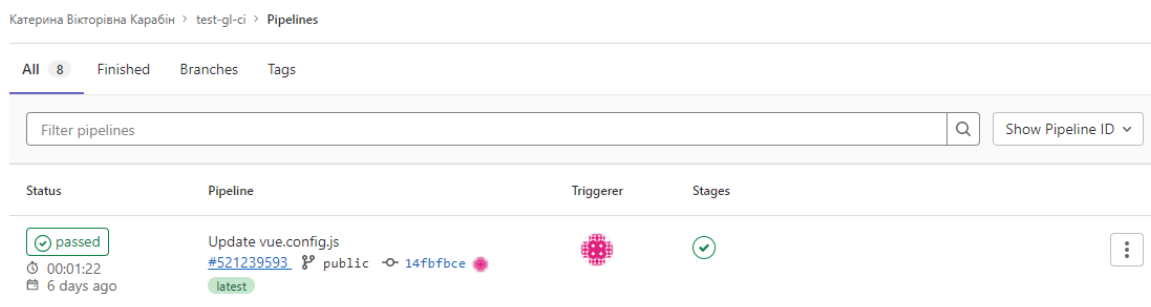 Катерина Вікторівна Карабін > test-gl-ci > Pipelines
All 8 Finished Branches Tags
Filter pipelines Show Pipeline ID
Status Pipeline Triggerer Stages
passed Update vue.config.js
#521239593 public 14fbfbce
00:01:22
6 days ago latest